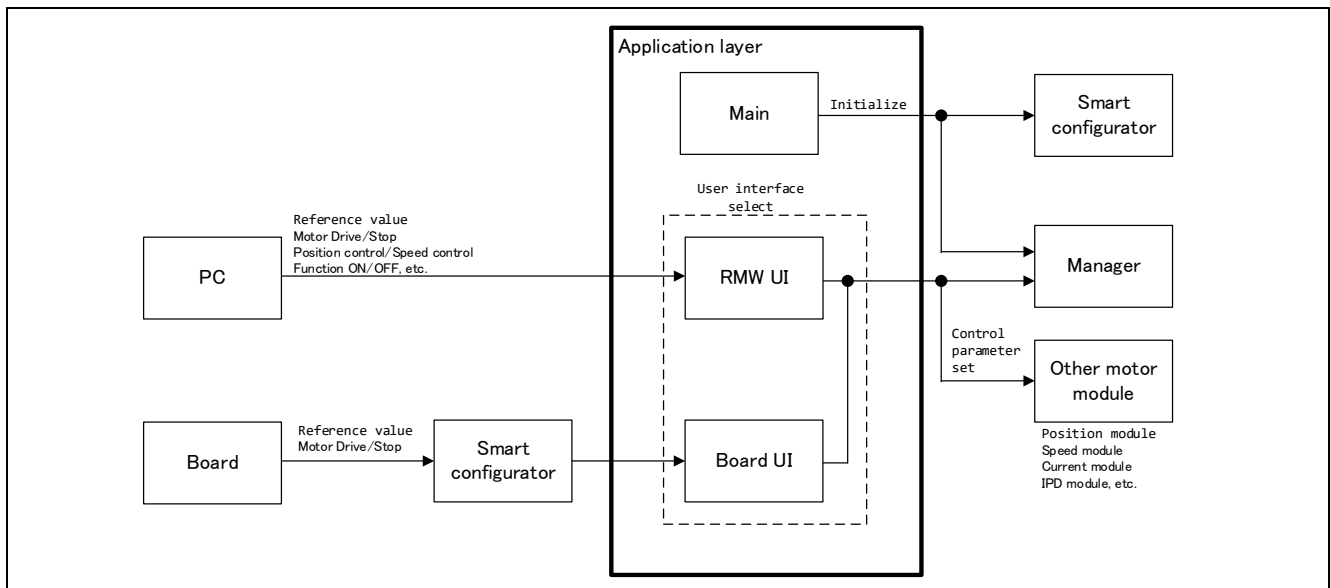 Application layer
Main
Initialize
Smart
configurator
User interface
select
Reference value
Motor Drive/Stop
Position control/Speed control
Function ON/OFF, etc.
PC
RMW UI
Manager
Control
parameter
set
Other motor
module
Position module
Speed module
Current module
IPD module, etc.
Board
Reference value
Motor Drive/Stop
Smart
configurator
Board UI